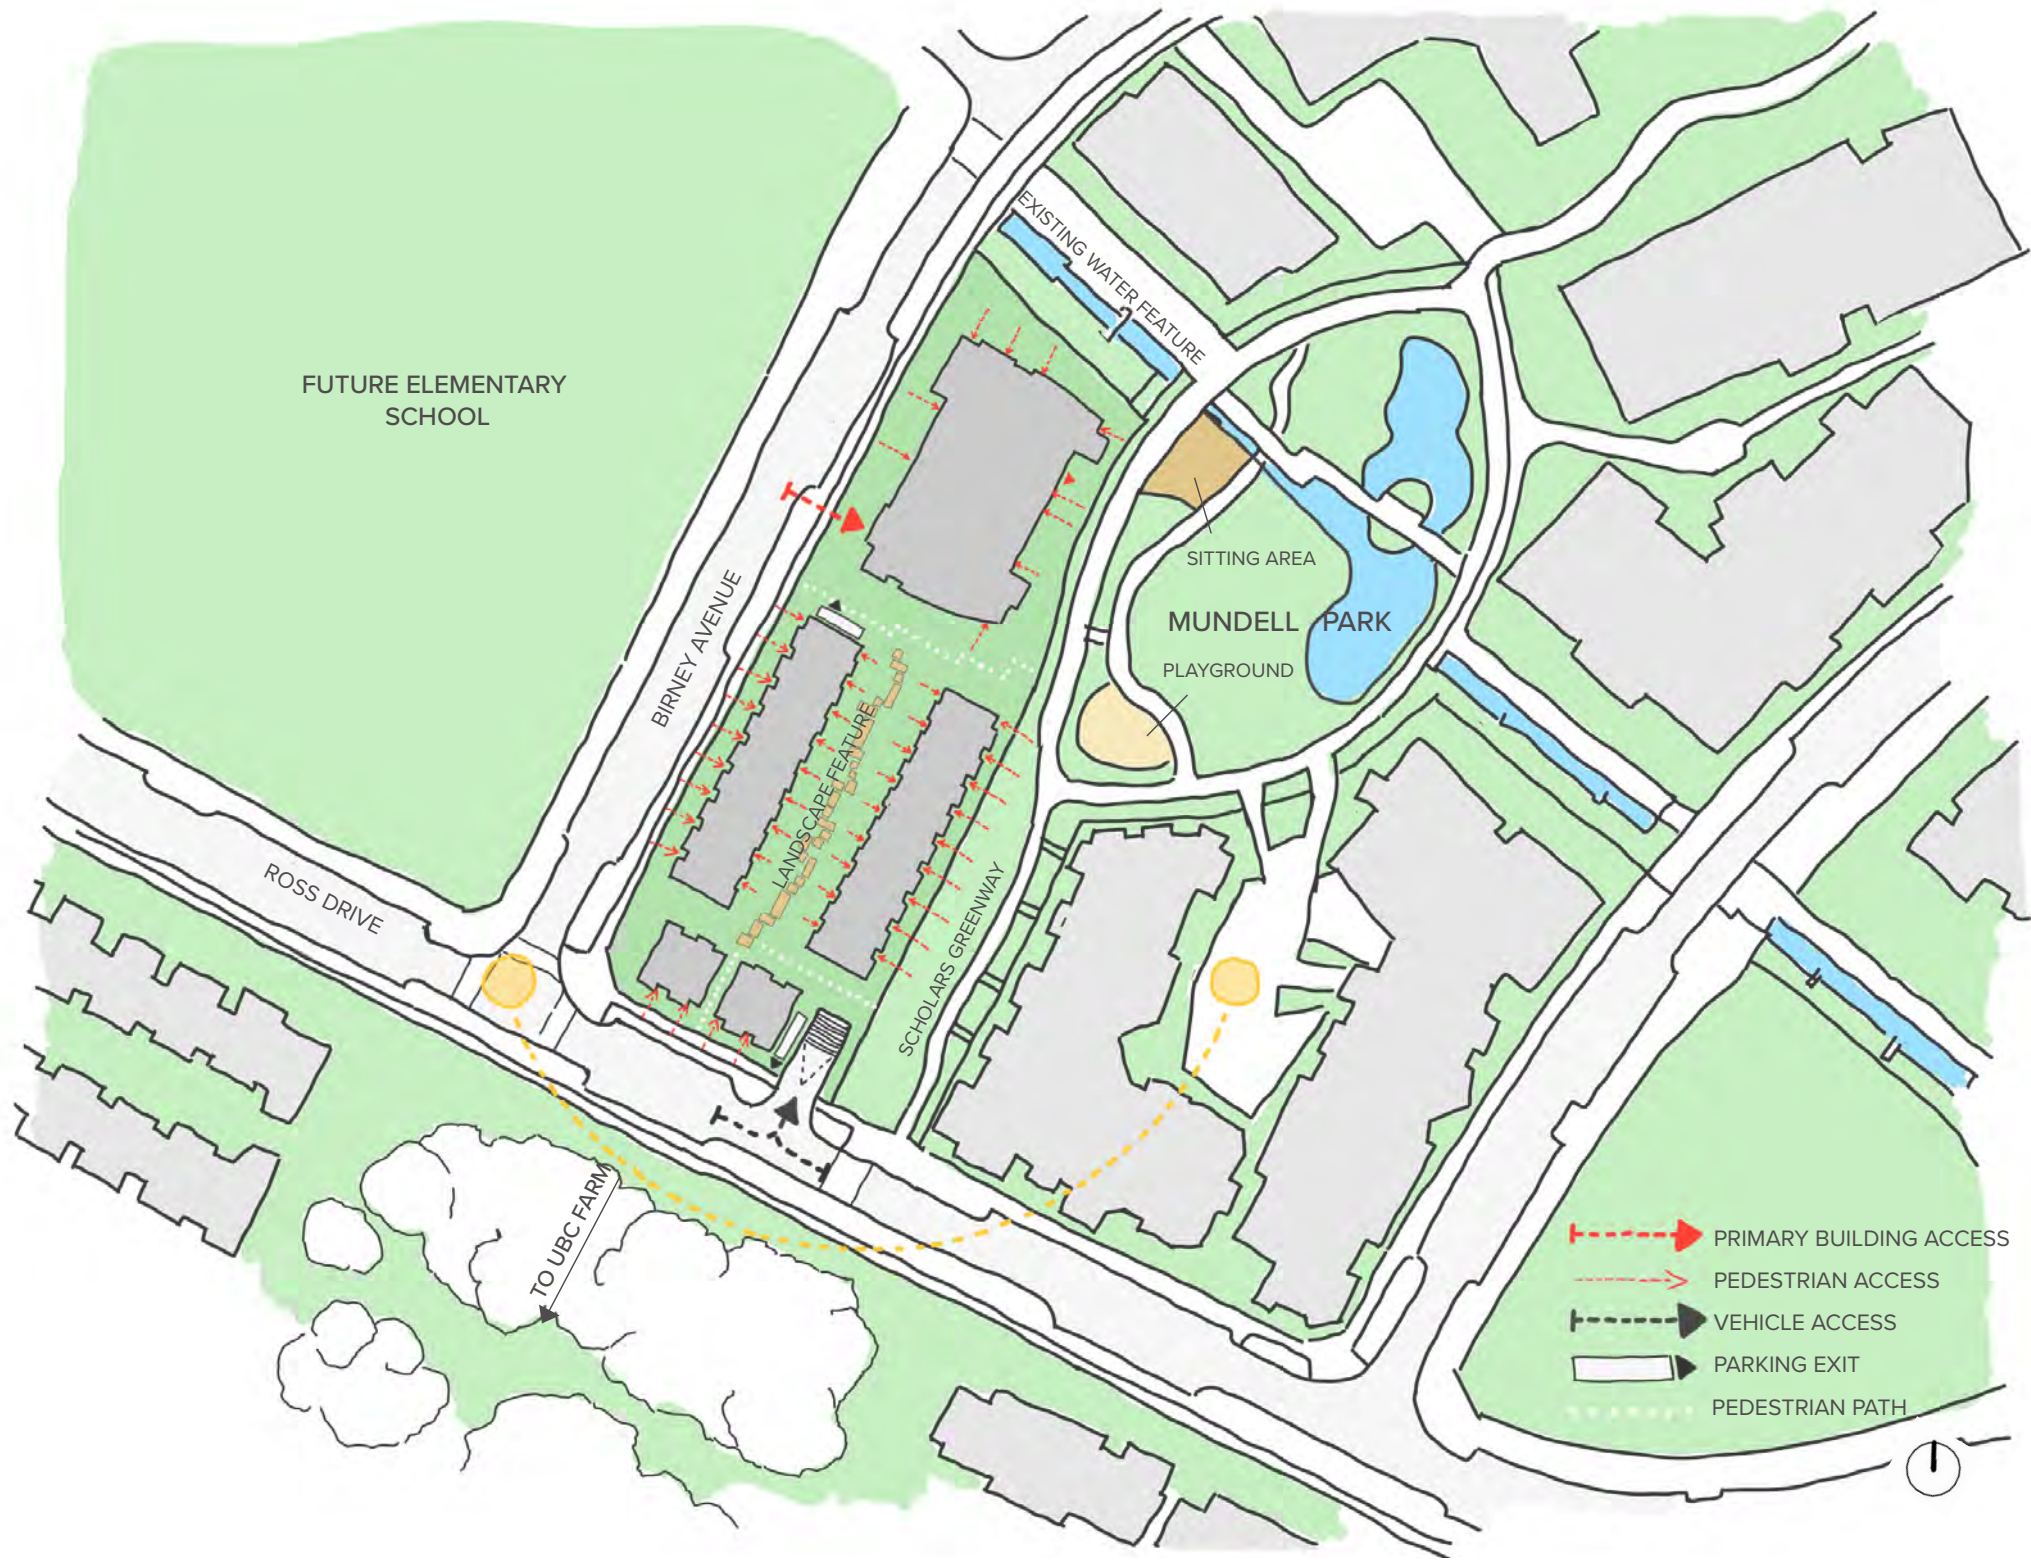 EXISTING WATER FEATURE
FUTURE ELEMENTARY
SCHOOL
SITTING AREA
MUNDELL PARK
BIRNEY AVENUE
PLAYGROUND
LANDSCAPE FEATURE
ROSS DRIVE
SCHOLARS GREENWAY
TO UBC FARM
PRIMARY BUILDING ACCESS
PEDESTRIAN ACCESS
VEHICLE ACCESS
PARKING EXIT
PEDESTRIAN PATH